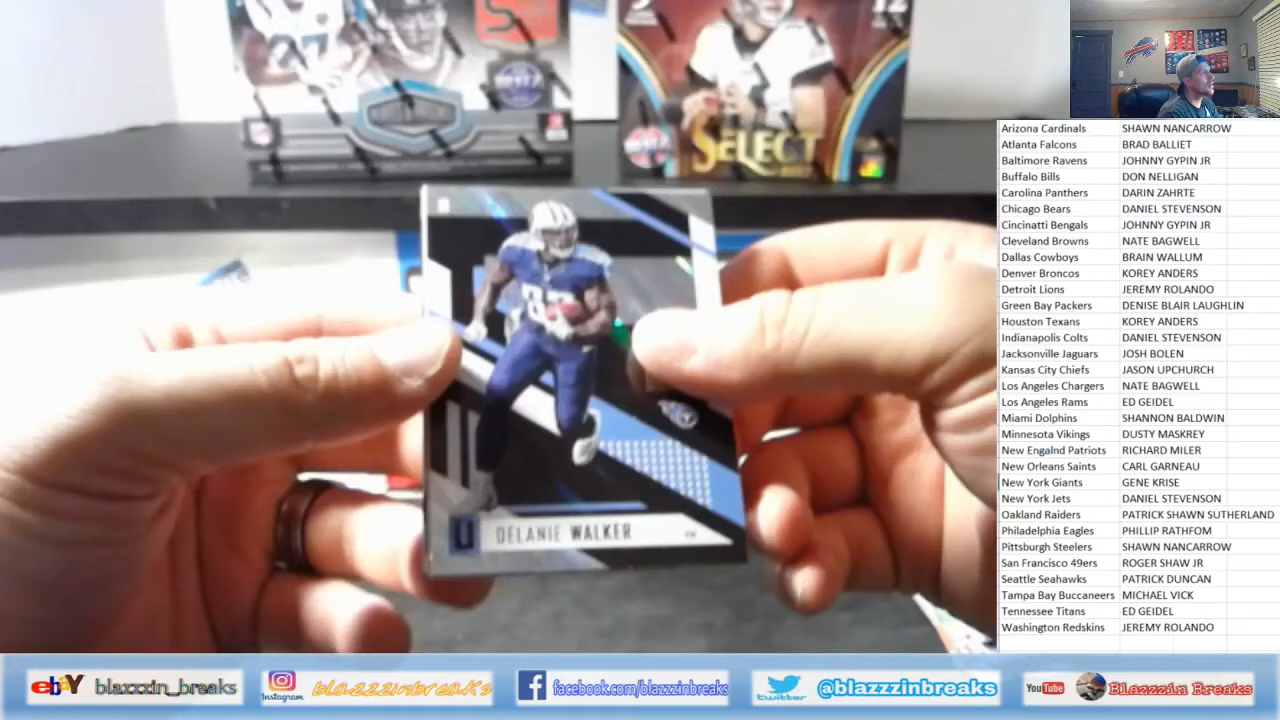 SELECT
82
DELANIE WALKER
Arizona Cardinals SHAWN NANCARROW
Atlanta Falcons BRAD BALLIET
Baltimore Ravens JOHNNY GYPIN JR
Buffalo Bills DON NELLIGAN
Carolina Panthers DARIN ZAHRTE
Chicago Bears DANIEL STEVENSON
Cincinatti Bengals JOHNNY GYPIN JR
Cleveland Browns NATE BAGWELL
Dallas Cowboys BRAIN WALLUM
Denver Broncos KOREY ANDERS
Detroit Lions JEREMY ROLANDO
Green Bay Packers DENISE BLAIR LAUGHLIN
Houston Texans KOREY ANDERS
Indianapolis Colts DANIEL STEVENSON
Jacksonville Jaguars JOSH BOLEN
Kansas City Chiefs JASON UPCHURCH
Los Angeles Chargers NATE BAGWELL
Los Angeles Rams ED GEIDEL
Miami Dolphins SHANNON BALDWIN
Minnesota Vikings DUSTY MASKREY
New Engalnd Patriots RICHARD MILER
New Orleans Saints CARL GARNEAU
New York Giants GENE KRISE
New York Jets DANIEL STEVENSON
Oakland Raiders PATRICK SHAWN SUTHERLAND
Philadelphia Eagles PHILLIP RATHFOM
Pittsburgh Steelers SHAWN NANCARROW
San Francisco 49ers ROGER SHAW JR
Seattle Seahawks PATRICK DUNCAN
Tampa Bay Buccaneers MICHAEL VICK
Tennessee Titans ED GEIDEL
Washington Redskins JEREMY ROLANDO
ebaY blazzzin_breaks Instagram blazzzinbreaks facebook.com/blazzzinbreaks twitter @blazzzinbreaks YouTube Blazzzin Breaks